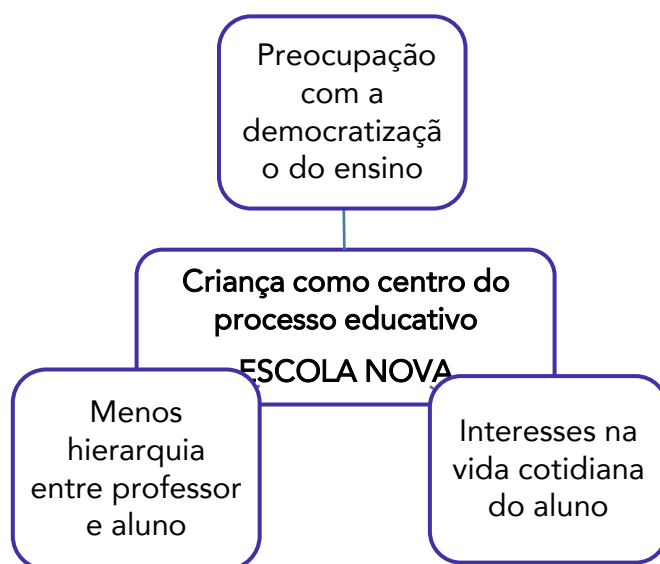 Preocupação
com a
democratizaçã
o do ensino
Criança como centro do
processo educativo
ESCOLA NOVA
Menos
hierarquia
entre professor
e aluno
Interesses na
vida cotidiana
do aluno